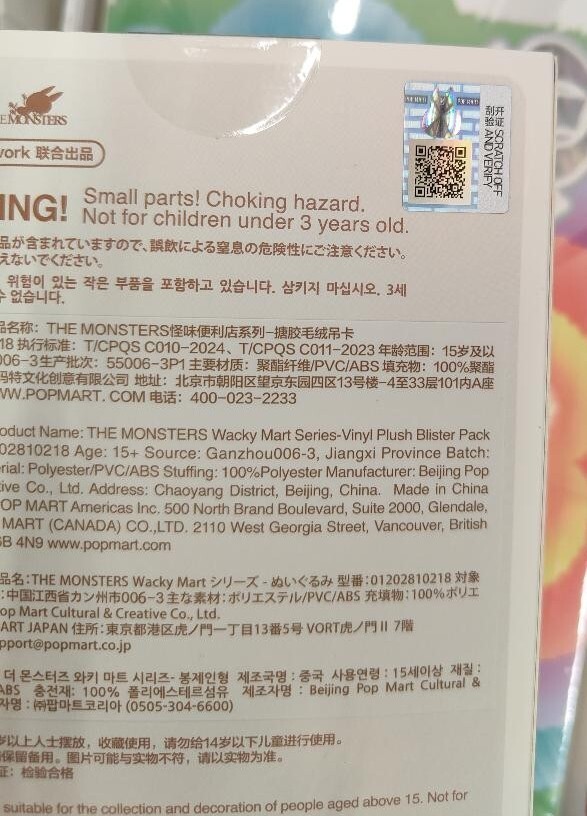 THE MONSTERS
POP MART POP MART
刮开验证 SCRATCH OFF AND VERIFY
work 联合出品
ING! Small parts! Choking hazard.
Not for children under 3 years old.
品が含まれていますので、誤飲による窒息の危険性にご注意ください。
えないでください。
위험이 있는 작은 부품을 포함하고 있습니다. 삼키지 마십시오. 3세
수 없습니다.
品名称：THE MONSTERS怪味便利店系列-搪胶毛绒吊卡
18 执行标准：T/CPQS C010-2024、T/CPQS C011-2023 年龄范围：15岁及以
006-3生产批次：55006-3P1 主要材质：聚酯纤维/PVC/ABS 填充物：100%聚酯
玛特文化创意有限公司 地址：北京市朝阳区望京东园四区13号楼-4至33层101内A座
WW.POPMART. COM 电话：400-023-2233
oduct Name: THE MONSTERS Wacky Mart Series-Vinyl Plush Blister Pack
02810218 Age: 15+ Source: Ganzhou006-3, Jiangxi Province Batch:
erial: Polyester/PVC/ABS Stuffing: 100%Polyester Manufacturer: Beijing Pop
tive Co., Ltd. Address: Chaoyang District, Beijing, China. Made in China
OP MART Americas Inc. 500 North Brand Boulevard, Suite 2000, Glendale,
MART (CANADA) CO.,LTD. 2110 West Georgia Street, Vancouver, British
6B 4N9 www.popmart.com
品名：THE MONSTERS Wacky Mart シリーズ - ぬいぐるみ 型番：01202810218 対象
：中国江西省カン州市006-3 主な素材：ポリエステル/PVC/ABS 充填物：100%ポリエ
Pop Mart Cultural & Creative Co., Ltd.
MART JAPAN 住所：東京都港区虎ノ門一丁目13番5号 VORT虎ノ門Ⅱ 7階
upport@popmart.co.jp
더 몬스터즈 와키 마트 시리즈- 봉제인형 제조국명 : 중국 사용연령 : 15세이상 재질 :
ABS 충전재: 100% 폴리에스테르섬유 제조자명 : Beijing Pop Mart Cultural &
자명 : ㈜팝마트코리아 (0505-304-6600)
岁以上人士摆放，收藏使用，请勿给14岁以下儿童进行使用。
请保留备用。图片可能与实物不符，请以实物为准。
证：检验合格
suitable for the collection and decoration of people aged above 15. Not for